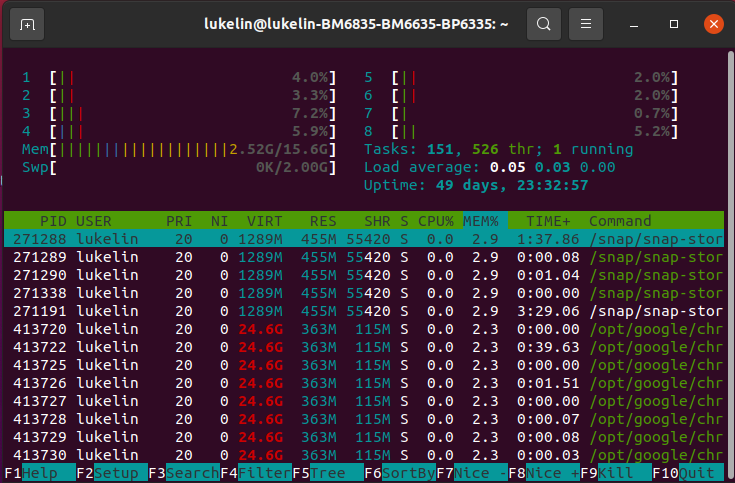 lukelin@lukelin-BM6835-BM6635-BP6335: ~
1 [|| 4.0%] 5 [|| 2.0%]
2 [|| 3.3%] 6 [|| 2.0%]
3 [||| 7.2%] 7 [| 0.7%]
4 [||| 5.9%] 8 [|| 5.2%]
Mem[||||||||||||||||||||2.52G/15.6G] Tasks: 151, 526 thr; 1 running
Swp[ 0K/2.00G] Load average: 0.05 0.03 0.00
Uptime: 49 days, 23:32:57
PID USER PRI NI VIRT RES SHR S CPU% MEM% TIME+ Command
271288 lukelin 20 0 1289M 455M 55420 S 0.0 2.9 1:37.86 /snap/snap-stor
271289 lukelin 20 0 1289M 455M 55420 S 0.0 2.9 0:00.08 /snap/snap-stor
271290 lukelin 20 0 1289M 455M 55420 S 0.0 2.9 0:01.04 /snap/snap-stor
271338 lukelin 20 0 1289M 455M 55420 S 0.0 2.9 0:00.00 /snap/snap-stor
271191 lukelin 20 0 1289M 455M 55420 S 0.0 2.9 3:29.06 /snap/snap-stor
413720 lukelin 20 0 24.6G 363M 115M S 0.0 2.3 0:00.00 /opt/google/chr
413722 lukelin 20 0 24.6G 363M 115M S 0.0 2.3 0:39.63 /opt/google/chr
413725 lukelin 20 0 24.6G 363M 115M S 0.0 2.3 0:00.00 /opt/google/chr
413726 lukelin 20 0 24.6G 363M 115M S 0.0 2.3 0:01.51 /opt/google/chr
413727 lukelin 20 0 24.6G 363M 115M S 0.0 2.3 0:00.00 /opt/google/chr
413728 lukelin 20 0 24.6G 363M 115M S 0.0 2.3 0:00.07 /opt/google/chr
413729 lukelin 20 0 24.6G 363M 115M S 0.0 2.3 0:00.08 /opt/google/chr
413730 lukelin 20 0 24.6G 363M 115M S 0.0 2.3 0:00.03 /opt/google/chr
F1Help F2Setup F3SearchF4FilterF5Tree F6SortByF7Nice -F8Nice +F9Kill F10Quit